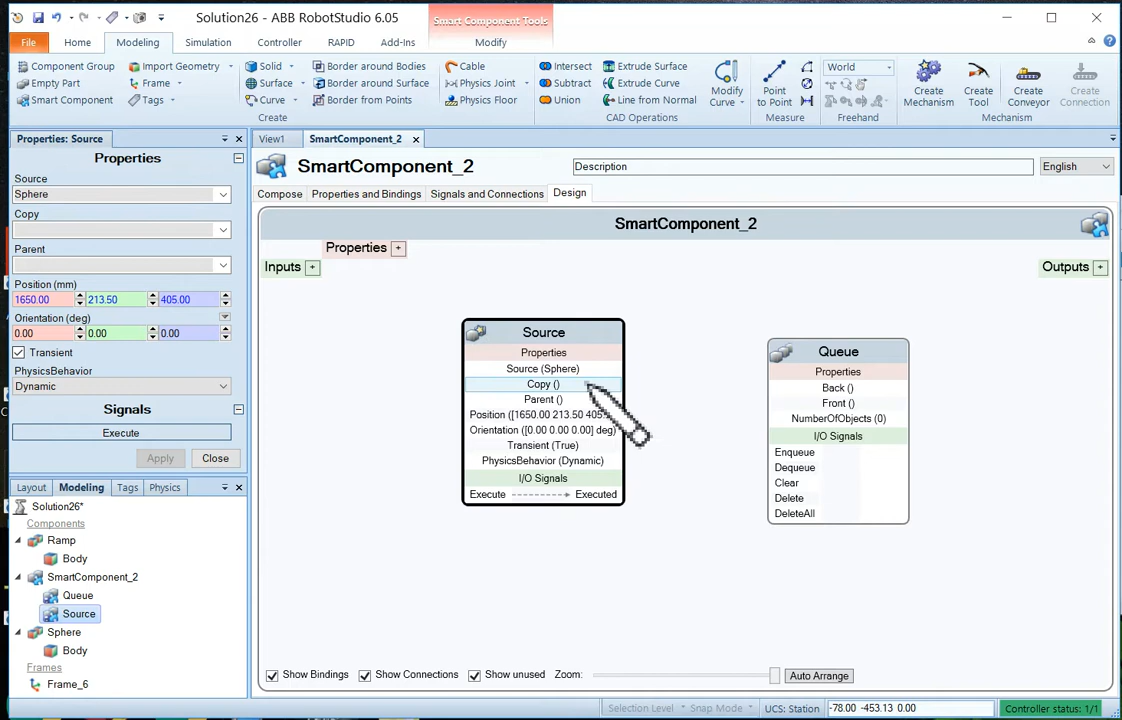 Solution26 - ABB RobotStudio 6.05
Smart Component Tools
File Home Modeling Simulation Controller RAPID Add-Ins Modify
Component Group
Empty Part
Smart Component
Import Geometry
Frame
Tags
Solid
Surface
Curve
Border around Bodies
Border around Surface
Border from Points
Create
Cable
Physics Joint
Physics Floor
Intersect
Subtract
Union
Extrude Surface
Extrude Curve
Line from Normal
CAD Operations
Modify Curve
Point to Point
Measure
World
Freehand
Create Mechanism
Create Tool
Create Conveyor
Create Connection
Mechanism
Properties: Source
View1 SmartComponent_2
Properties
Source
Sphere
Copy
Parent
Position (mm)
1650.00 213.50 405.00
Orientation (deg)
0.00 0.00 0.00
Transient
PhysicsBehavior
Dynamic
Signals
Execute
Apply Close
Layout Modeling Tags Physics
Solution26*
Components
Ramp
Body
SmartComponent_2
Queue
Source
Sphere
Body
Frames
Frame_6
SmartComponent_2
Description
English
Compose Properties and Bindings Signals and Connections Design
SmartComponent_2
Properties +
Inputs +
Outputs +
Source
Properties
Source (Sphere)
Copy ()
Parent ()
Position ([1650.00 213.50 405
Orientation ([0.00 0.00 0.00] deg)
Transient (True)
PhysicsBehavior (Dynamic)
I/O Signals
Execute Executed
Queue
Properties
Back ()
Front ()
NumberOfObjects (0)
I/O Signals
Enqueue
Dequeue
Clear
Delete
DeleteAll
Show Bindings Show Connections Show unused Zoom: Auto Arrange
Selection Level Snap Mode UCS: Station -78.00 -453.13 0.00 Controller status: 1/1